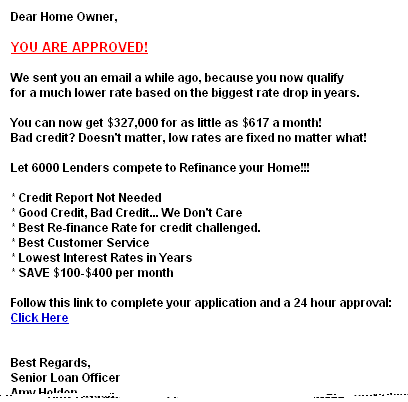 Dear Home Owner,
YOU ARE APPROVED!
We sent you an email a while ago, because you now qualify
for a much lower rate based on the biggest rate drop in years.
You can now get $327,000 for as little as $617 a month!
Bad credit? Doesn't matter, low rates are fixed no matter what!
Let 6000 Lenders compete to Refinance your Home!!!
* Credit Report Not Needed
* Good Credit, Bad Credit... We Don't Care
* Best Re-finance Rate for credit challenged.
* Best Customer Service
* Lowest Interest Rates in Years
* SAVE $100-$400 per month
Follow this link to complete your application and a 24 hour approval:
Click Here
Best Regards,
Senior Loan Officer
Amy Holden